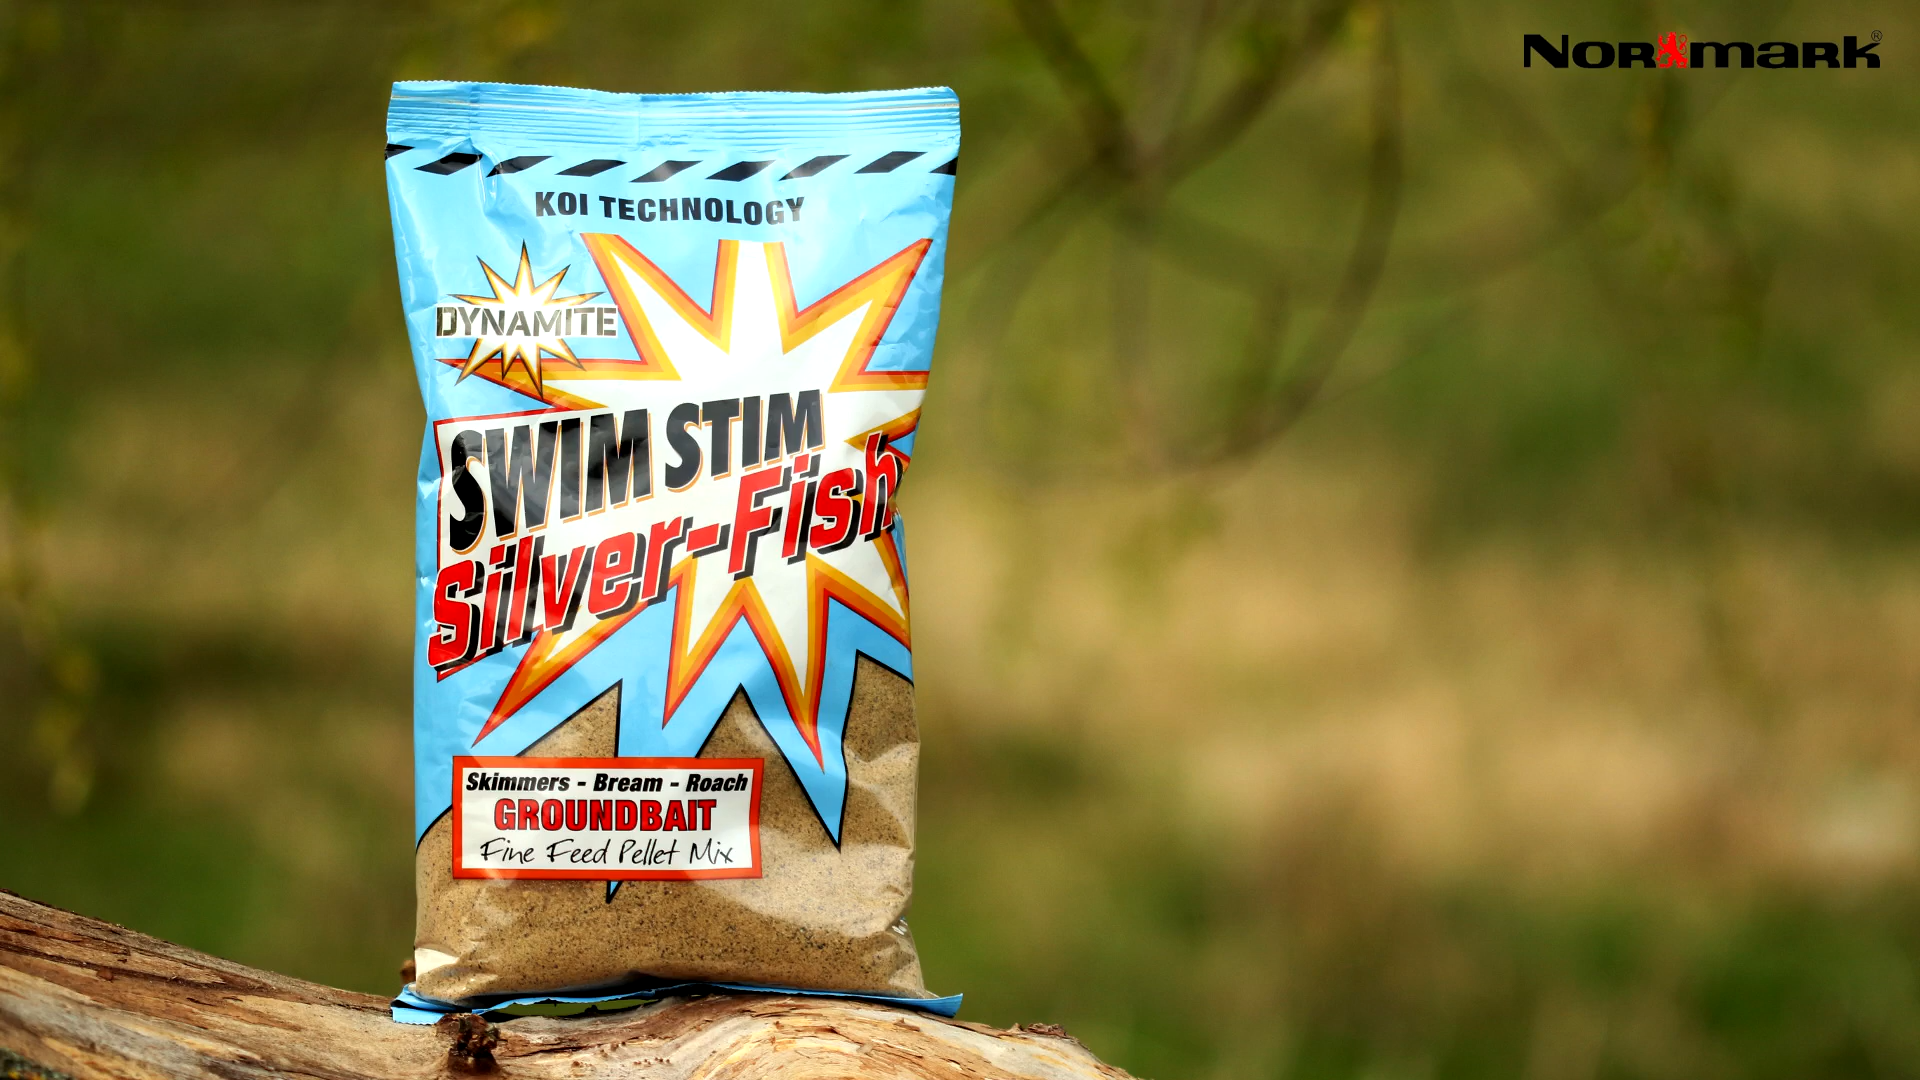 NORMARK®
KOI TECHNOLOGY
DYNAMITE
SWIM STIM
Silver-Fish
Skimmers - Bream - Roach
GROUNDBAIT
Fine Feed Pellet Mix